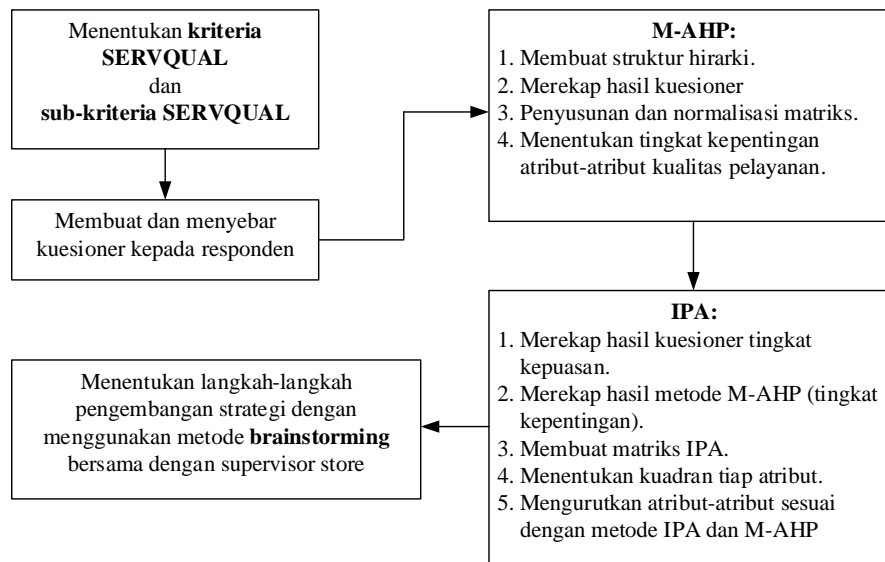 Menentukan kriteria
SERVQUAL
dan
sub-kriteria SERVQUAL
Membuat dan menyebar
kuesioner kepada responden
M-AHP:
1. Membuat struktur hirarki.
2. Merekap hasil kuesioner
3. Penyusunan dan normalisasi matriks.
4. Menentukan tingkat kepentingan
atribut-atribut kualitas pelayanan.
IPA:
1. Merekap hasil kuesioner tingkat
kepuasan.
2. Merekap hasil metode M-AHP (tingkat
kepentingan).
3. Membuat matriks IPA.
4. Menentukan kuadran tiap atribut.
5. Mengurutkan atribut-atribut sesuai
dengan metode IPA dan M-AHP
Menentukan langkah-langkah
pengembangan strategi dengan
menggunakan metode brainstorming
bersama dengan supervisor store